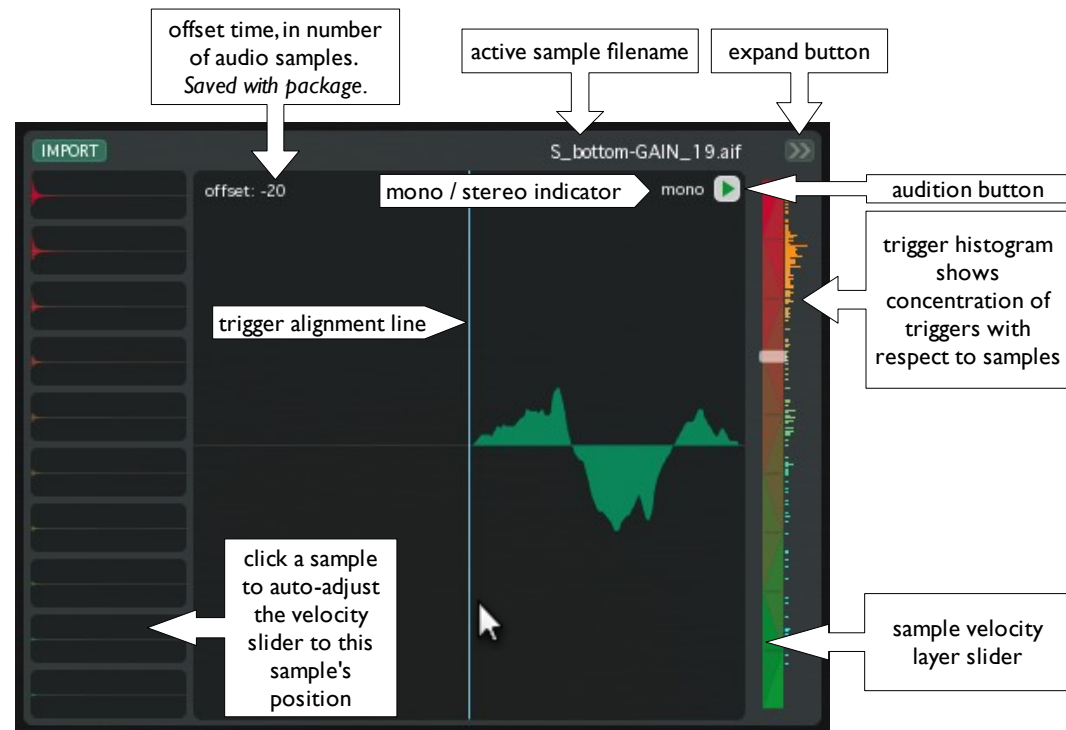 offset time, in number
of audio samples.
Saved with package.
active sample filename
expand button
IMPORT
S_bottom-GAIN_19.aif
offset: -20
mono / stereo indicator
mono
audition button
trigger histogram
shows
concentration of
triggers with
respect to samples
trigger alignment line
click a sample
to auto-adjust
the velocity
slider to this
sample's
position
sample velocity
layer slider